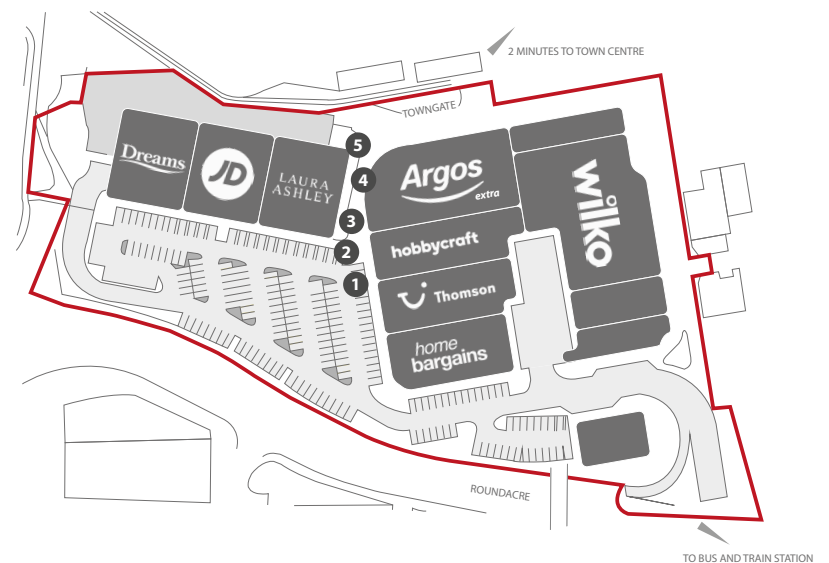 2 MINUTES TO TOWN CENTRE
TOWNGATE
5
4
3
2
1
Dreams
JD
LAURA
ASHLEY
Argos
extra
hobbycraft
Thomson
home
bargains
wilko
ROUNDACRE
TO BUS AND TRAIN STATION